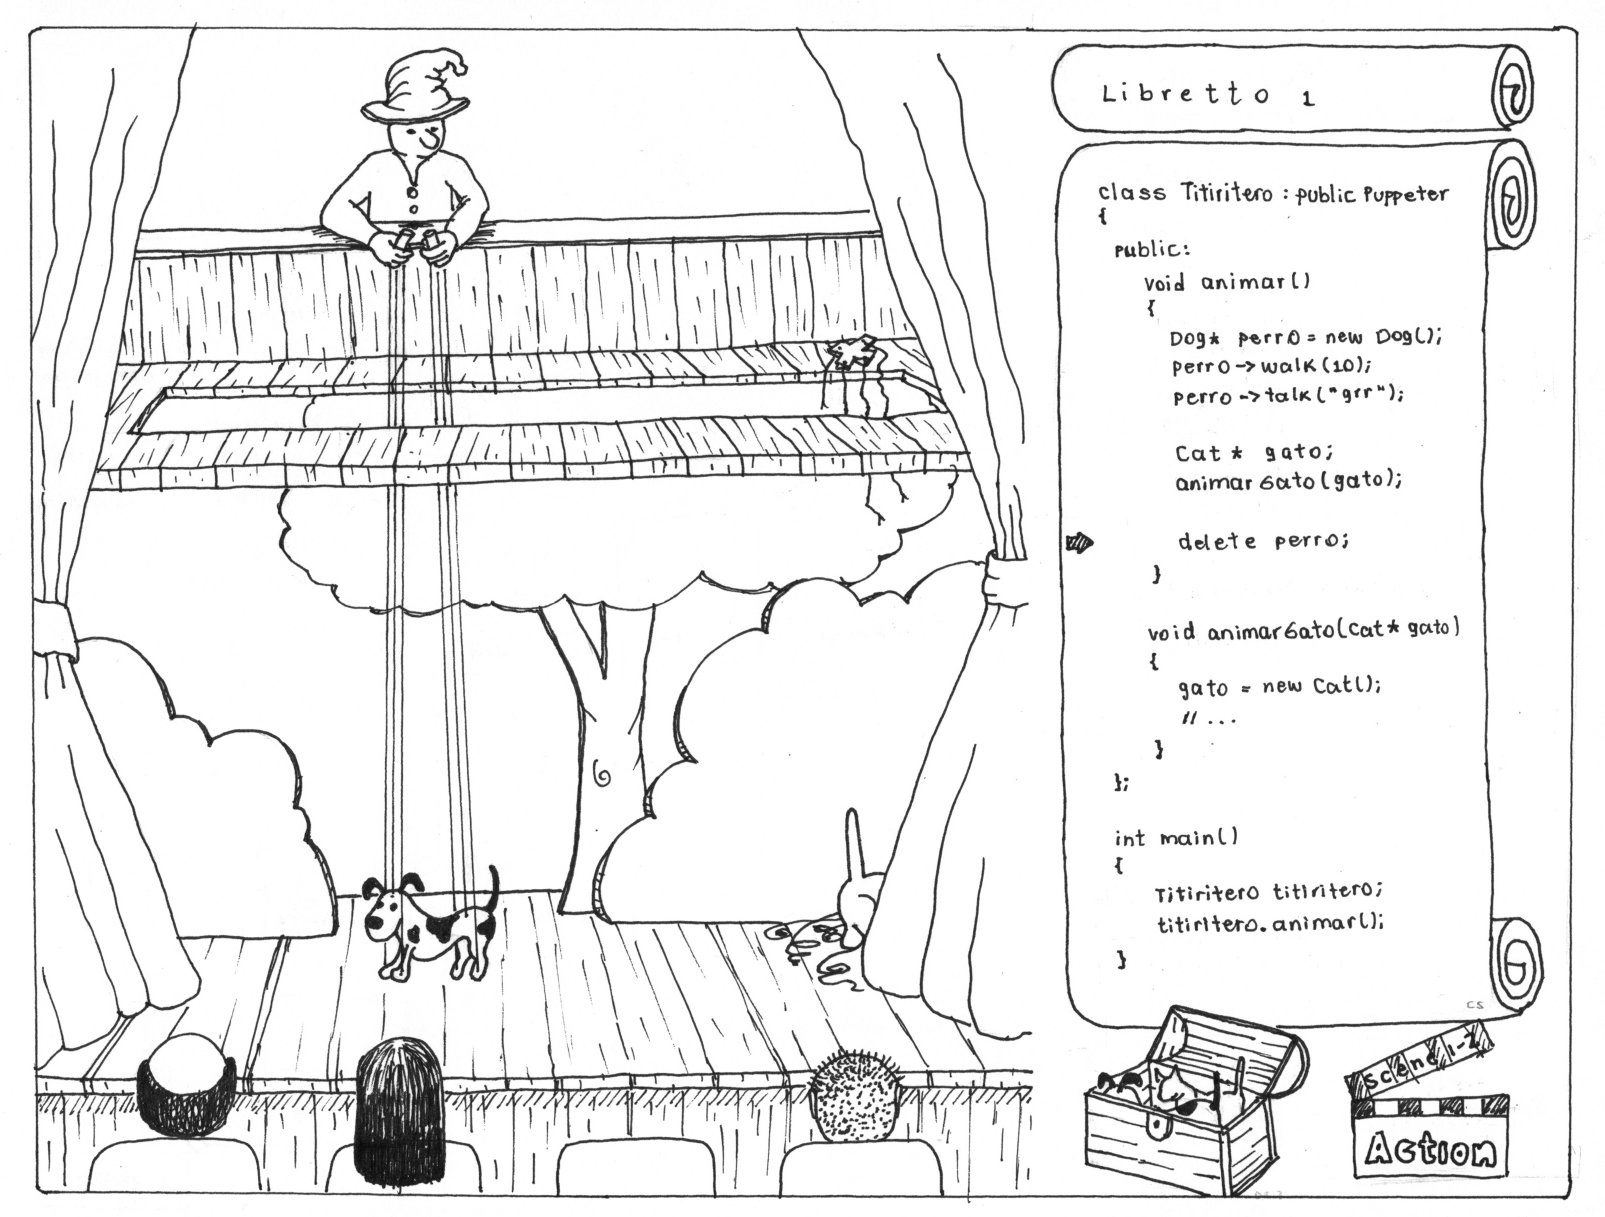 Libretto 1
class Titiritero : public Puppeter
{
public:
void animar()
{
Dog* perro = new Dog();
perro->walk(10);
perro->talk("grr");
Cat * gato;
animarGato(gato);
delete perro;
}
void animarGato(Cat* gato)
{
gato = new Cat();
// ...
}
};
int main()
{
Titiritero titiritero;
titiritero.animar();
}
CS
Scene 1-2
Action